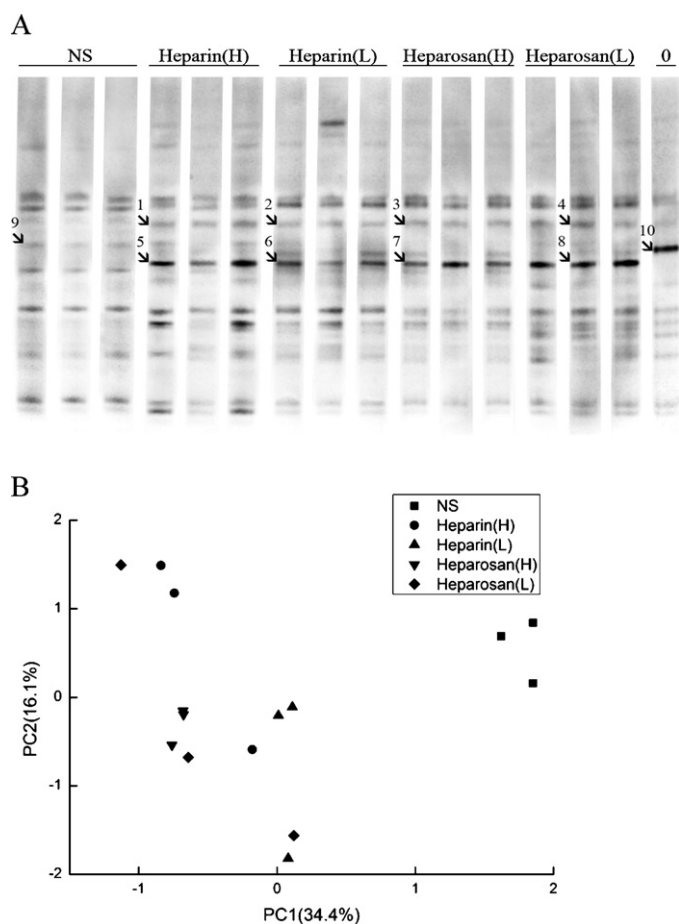 A
NS Heparin(H) Heparin(L) Heparosan(H) Heparosan(L) 0
1 2 3 4
9 10
5 6 7 8
B
2
1
0
-1
-2
PC2(16.1%)
NS
Heparin(H)
Heparin(L)
Heparosan(H)
Heparosan(L)
-1 0 1 2
PC1(34.4%)